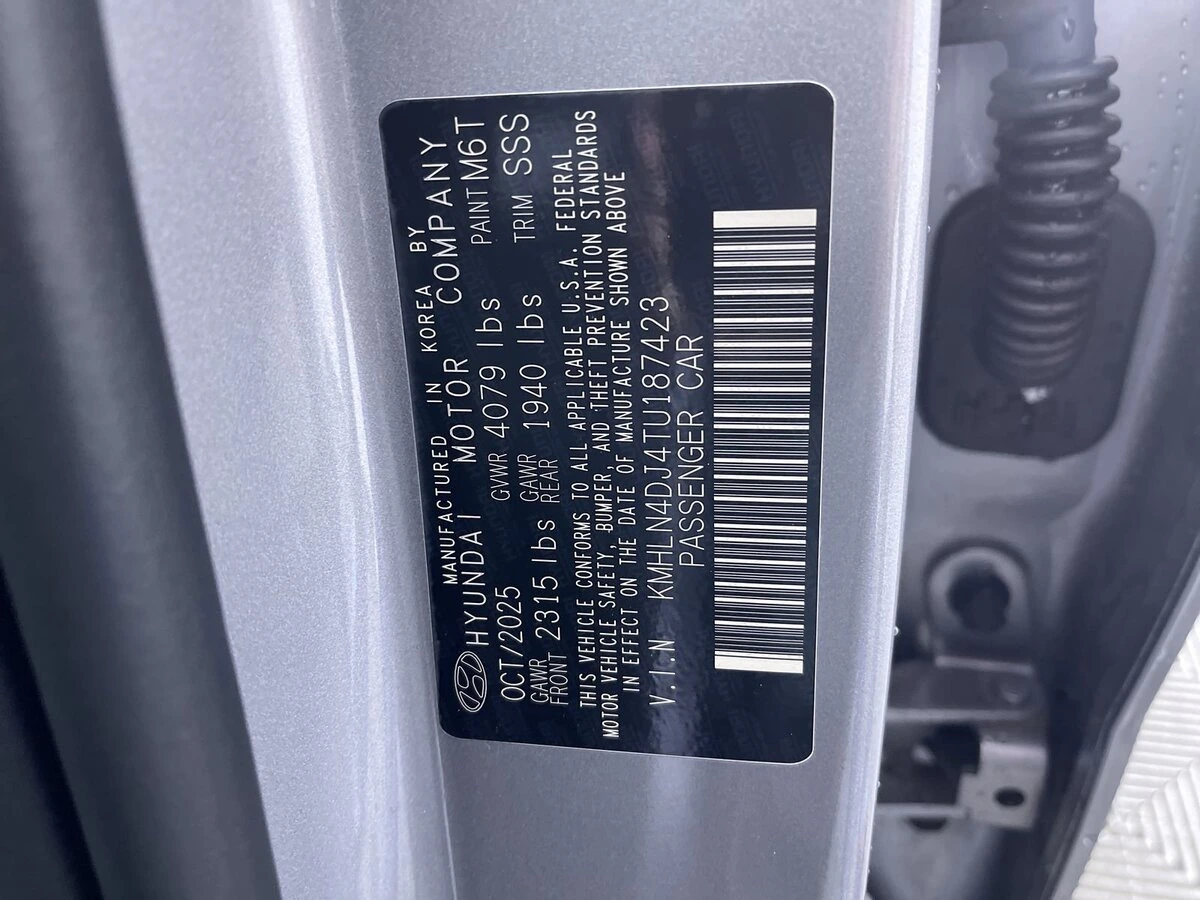 MANUFACTURED IN KOREA BY
HYUNDAI MOTOR COMPANY
OCT/2025 GVWR 4079 lbs PAINT M6T
GAWR FRONT 2315 lbs GAWR REAR 1940 lbs TRIM SSS
THIS VEHICLE CONFORMS TO ALL APPLICABLE U.S.A. FEDERAL
MOTOR VEHICLE SAFETY, BUMPER, AND THEFT PREVENTION STANDARDS
IN EFFECT ON THE DATE OF MANUFACTURE SHOWN ABOVE
V.I.N KMHLN4DJ4TU187423
PASSENGER CAR